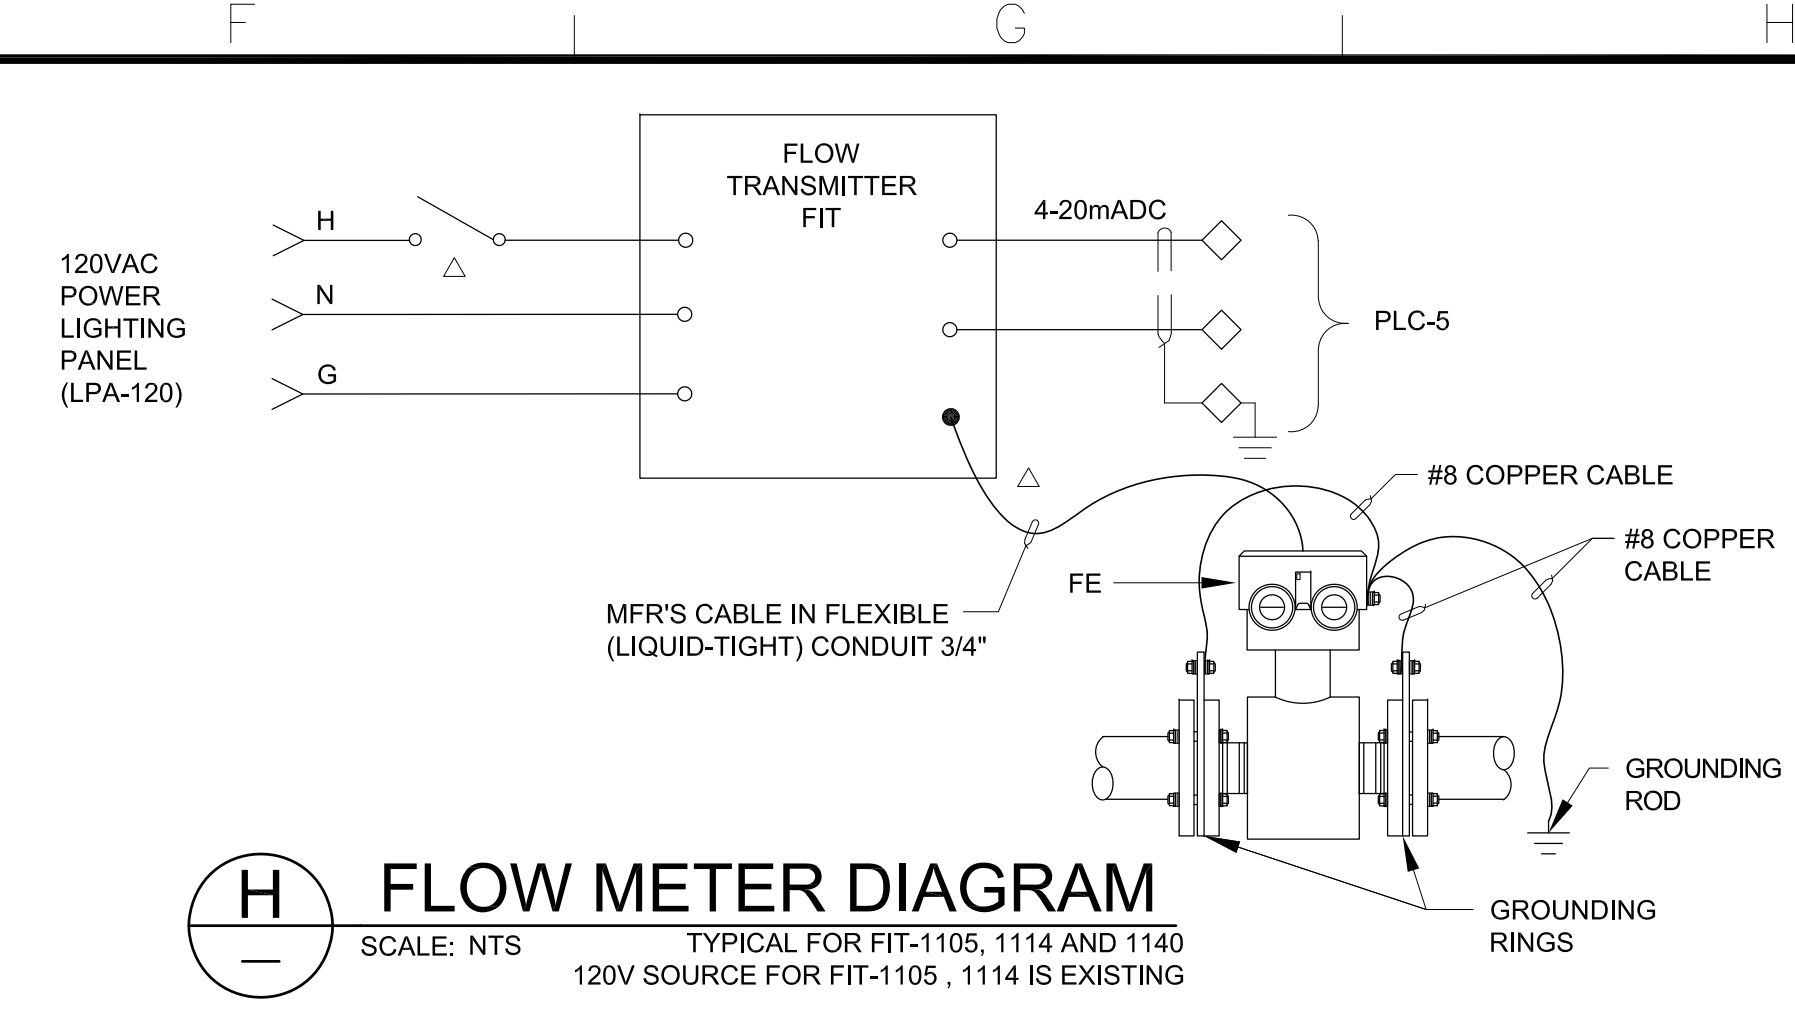 F G H
FLOW
TRANSMITTER
FIT
120VAC
POWER
LIGHTING
PANEL
(LPA-120)
H
N
G
4-20mADC
PLC-5
#8 COPPER CABLE
#8 COPPER
CABLE
FE
MFR'S CABLE IN FLEXIBLE
(LIQUID-TIGHT) CONDUIT 3/4"
GROUNDING
ROD
GROUNDING
RINGS
H
–
FLOW METER DIAGRAM
SCALE: NTS
TYPICAL FOR FIT-1105, 1114 AND 1140
120V SOURCE FOR FIT-1105 , 1114 IS EXISTING